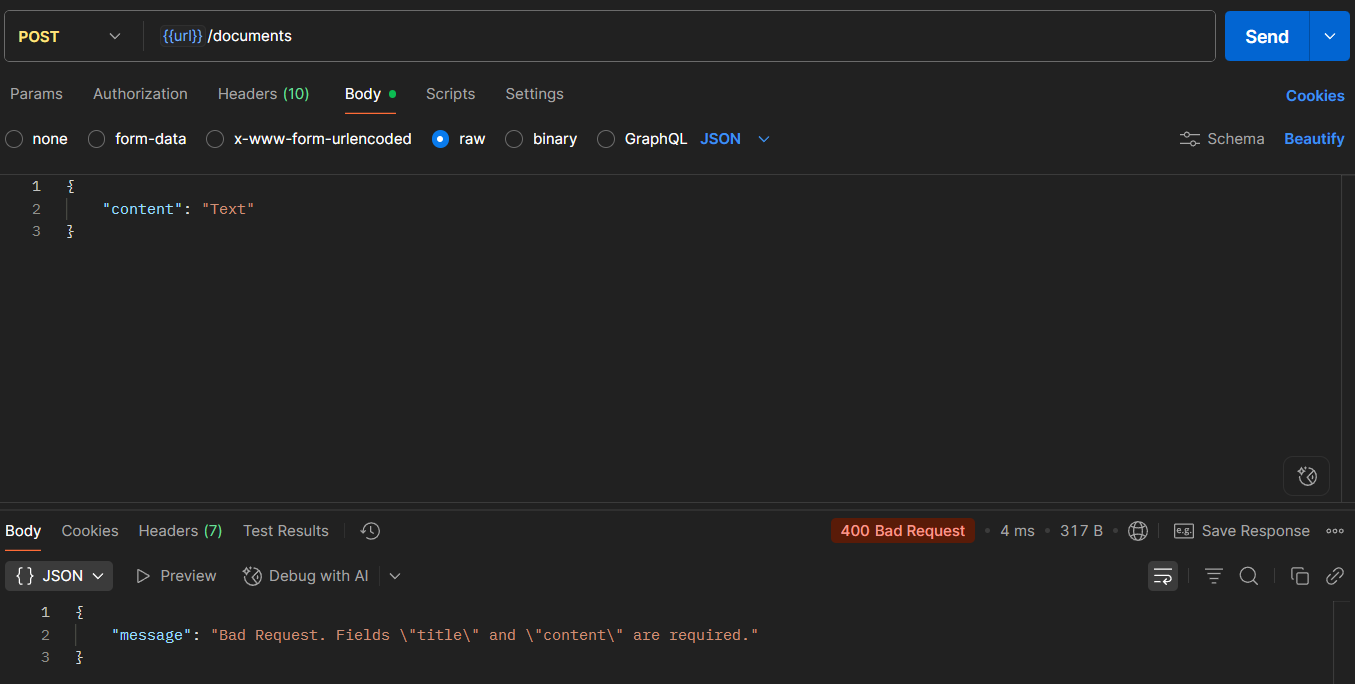 POST {{url}} /documents Send
Params Authorization Headers (10) Body Scripts Settings Cookies
none form-data x-www-form-urlencoded raw binary GraphQL JSON Schema Beautify
1 {
2 "content": "Text"
3 }
Body Cookies Headers (7) Test Results 400 Bad Request • 4 ms • 317 B • e.g. Save Response
{} JSON Preview Debug with AI
1 {
2 "message": "Bad Request. Fields \"title\" and \"content\" are required."
3 }